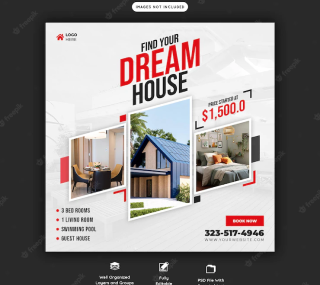 IMAGES NOT INCLUDED
LOGO
FIND YOUR
DREAM
HOUSE
PRICE STARTED AT
$1,500.0
3 BED ROOMS
1 LIVING ROOM
SWIMMING POOL
GUEST HOUSE
BOOK NOW
323-517-4946
WWW.YOURWEBSITE.COM
Well Organized
Layers and Groups
Fully
Editable
PSD File with